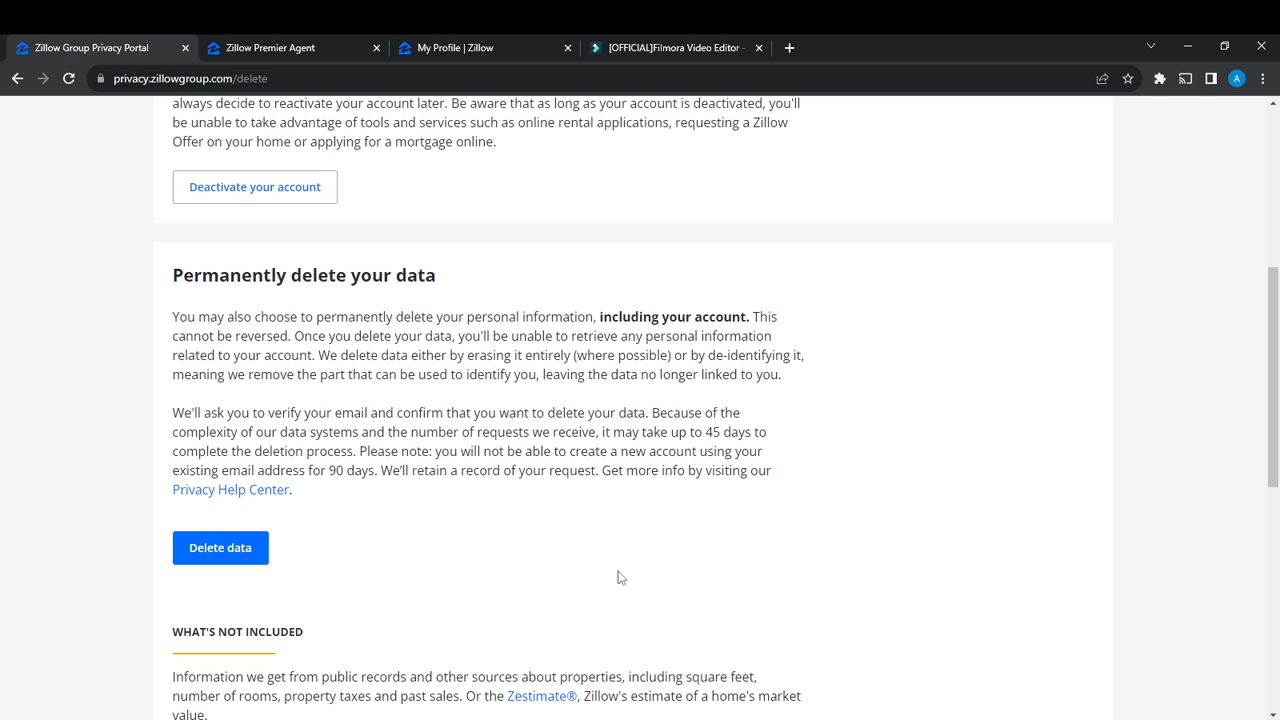 Zillow Group Privacy Portal
Zillow Premier Agent
My Profile | Zillow
[OFFICIAL]Filmora Video Editor -
privacy.zillowgroup.com/delete
A
always decide to reactivate your account later. Be aware that as long as your account is deactivated, you'll
be unable to take advantage of tools and services such as online rental applications, requesting a Zillow
Offer on your home or applying for a mortgage online.
Deactivate your account
Permanently delete your data
You may also choose to permanently delete your personal information, including your account. This
cannot be reversed. Once you delete your data, you'll be unable to retrieve any personal information
related to your account. We delete data either by erasing it entirely (where possible) or by de-identifying it,
meaning we remove the part that can be used to identify you, leaving the data no longer linked to you.
We'll ask you to verify your email and confirm that you want to delete your data. Because of the
complexity of our data systems and the number of requests we receive, it may take up to 45 days to
complete the deletion process. Please note: you will not be able to create a new account using your
existing email address for 90 days. We'll retain a record of your request. Get more info by visiting our
Privacy Help Center.
Delete data
WHAT'S NOT INCLUDED
Information we get from public records and other sources about properties, including square feet,
number of rooms, property taxes and past sales. Or the Zestimate®, Zillow's estimate of a home's market
value.